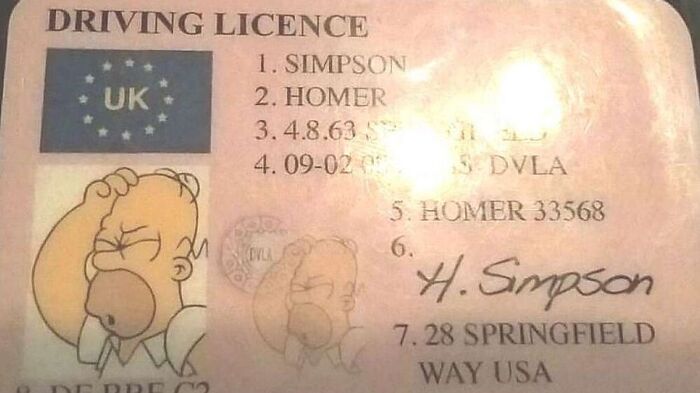 DRIVING LICENCE
UK
1. SIMPSON
2. HOMER
3. 4.8.63
4. 09-02 DVLA
5. HOMER 33568
DVLA
6.
H. Simpson
7. 28 SPRINGFIELD
WAY USA